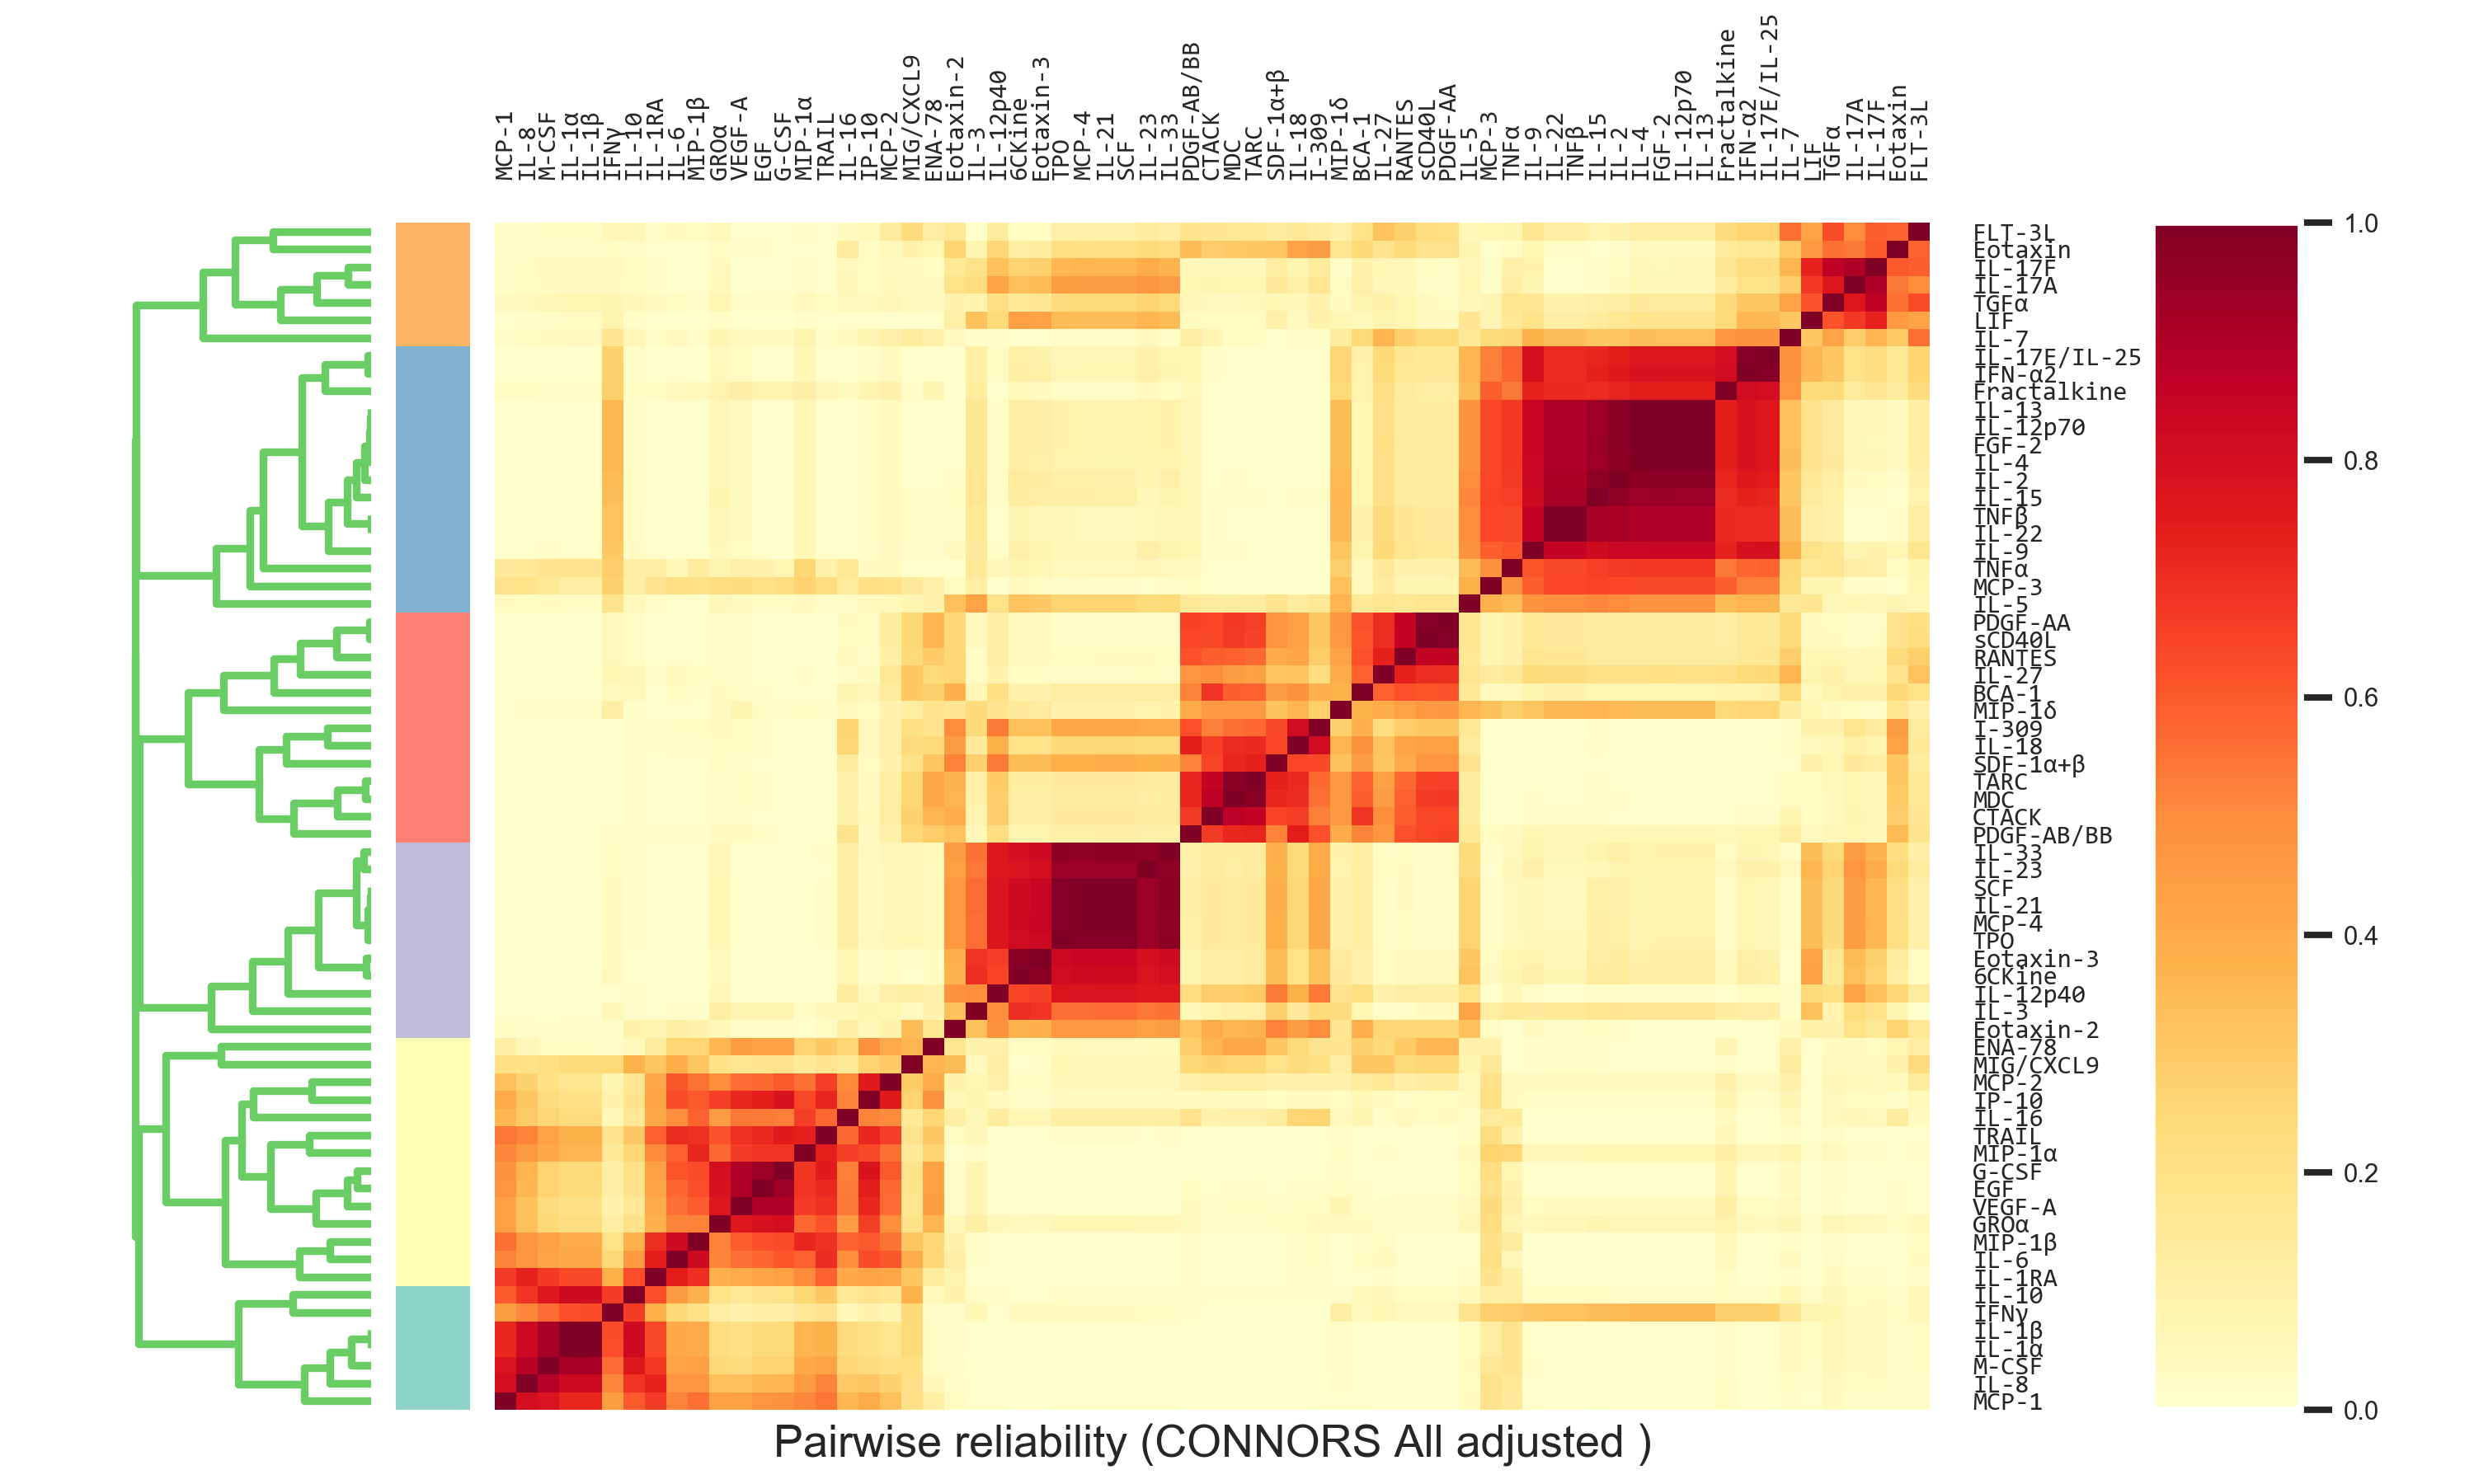 MCP-1
IL-8
M-CSF
IL-1α
IL-1β
IFNγ
IL-10
IL-1RA
IL-6
MIP-1β
GROα
VEGF-A
EGF
G-CSF
MIP-1α
TRAIL
IL-16
IP-10
MCP-2
MIG/CXCL9
ENA-78
Eotaxin-2
IL-3
IL-12p40
6CKine
Eotaxin-3
TPO
MCP-4
IL-21
SCF
IL-23
IL-33
PDGF-AB/BB
CTACK
MDC
TARC
SDF-1α+β
IL-18
I-309
MIP-1δ
BCA-1
IL-27
RANTES
sCD40L
PDGF-AA
IL-5
MCP-3
TNFα
IL-9
IL-22
TNFβ
IL-15
IL-2
IL-4
FGF-2
IL-12p70
IL-13
Fractalkine
IFN-α2
IL-17E/IL-25
IL-7
LIF
TGFα
IL-17A
IL-17F
Eotaxin
FLT-3L
FLT-3L
Eotaxin
IL-17F
IL-17A
TGFα
LIF
IL-7
IL-17E/IL-25
IFN-α2
Fractalkine
IL-13
IL-12p70
FGF-2
IL-4
IL-2
IL-15
TNFβ
IL-22
IL-9
TNFα
MCP-3
IL-5
PDGF-AA
sCD40L
RANTES
IL-27
BCA-1
MIP-1δ
I-309
IL-18
SDF-1α+β
TARC
MDC
CTACK
PDGF-AB/BB
IL-33
IL-23
SCF
IL-21
MCP-4
TPO
Eotaxin-3
6CKine
IL-12p40
IL-3
Eotaxin-2
ENA-78
MIG/CXCL9
MCP-2
IP-10
IL-16
TRAIL
MIP-1α
G-CSF
EGF
VEGF-A
GROα
MIP-1β
IL-6
IL-1RA
IL-10
IFNγ
IL-1β
IL-1α
M-CSF
IL-8
MCP-1
1.0
0.8
0.6
0.4
0.2
0.0
Pairwise reliability (CONNORS All adjusted )